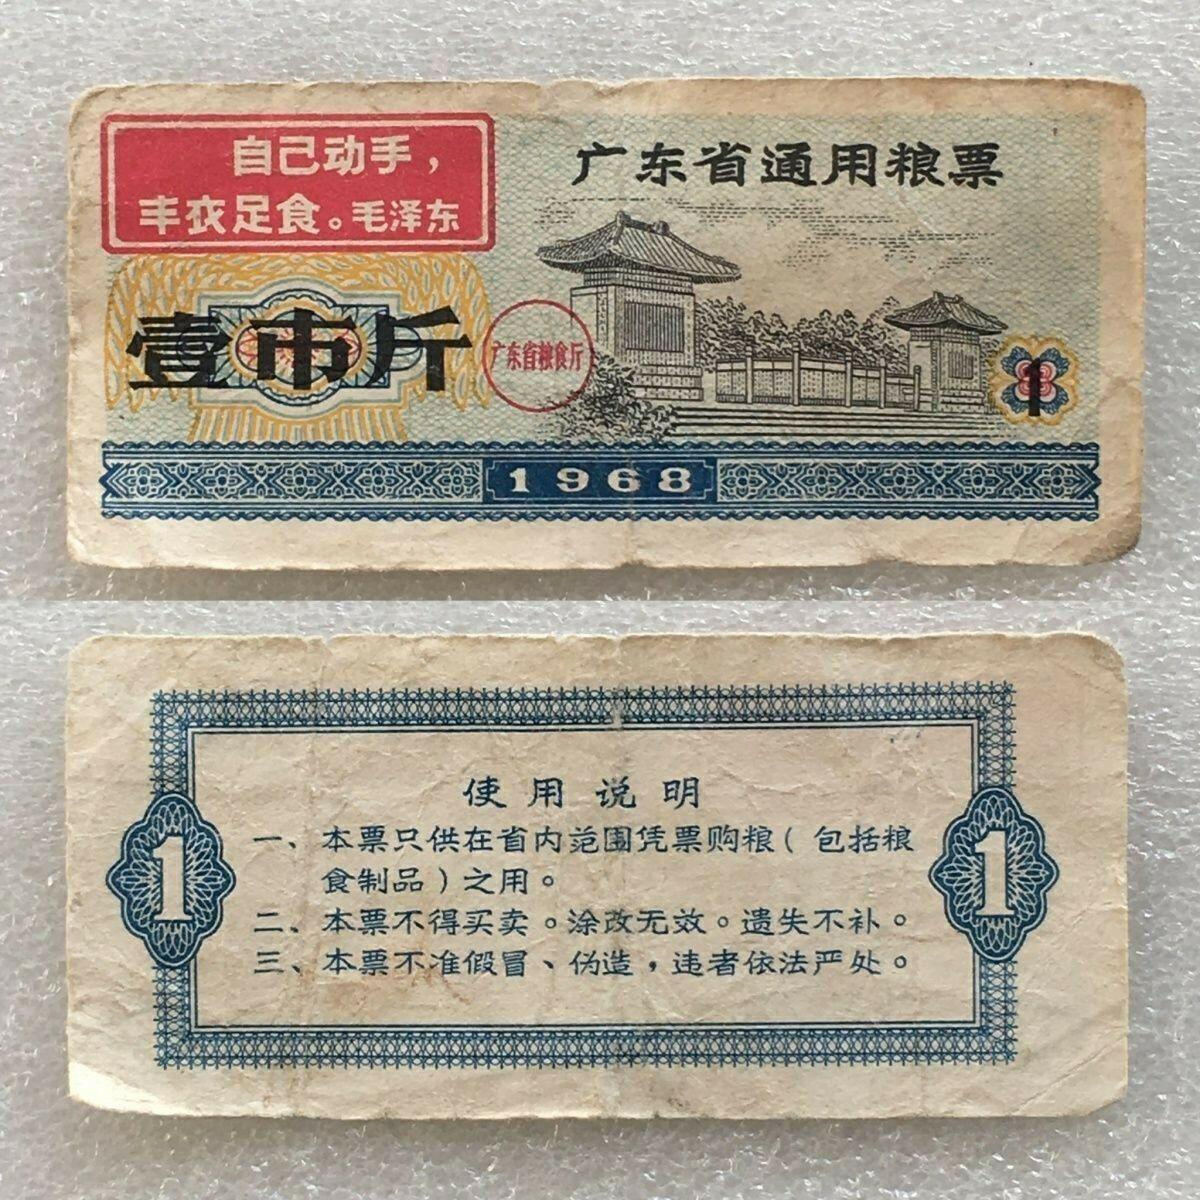 自己动手，
丰衣足食。毛泽东
广东省通用粮票
壹市斤
广东省粮食厅
1
1968
使用说明
一、本票只供在省内范围凭票购粮（包括粮
食制品）之用。
二、本票不得买卖。涂改无效。遗失不补。
三、本票不准假冒、伪造，违者依法严处。
1
1